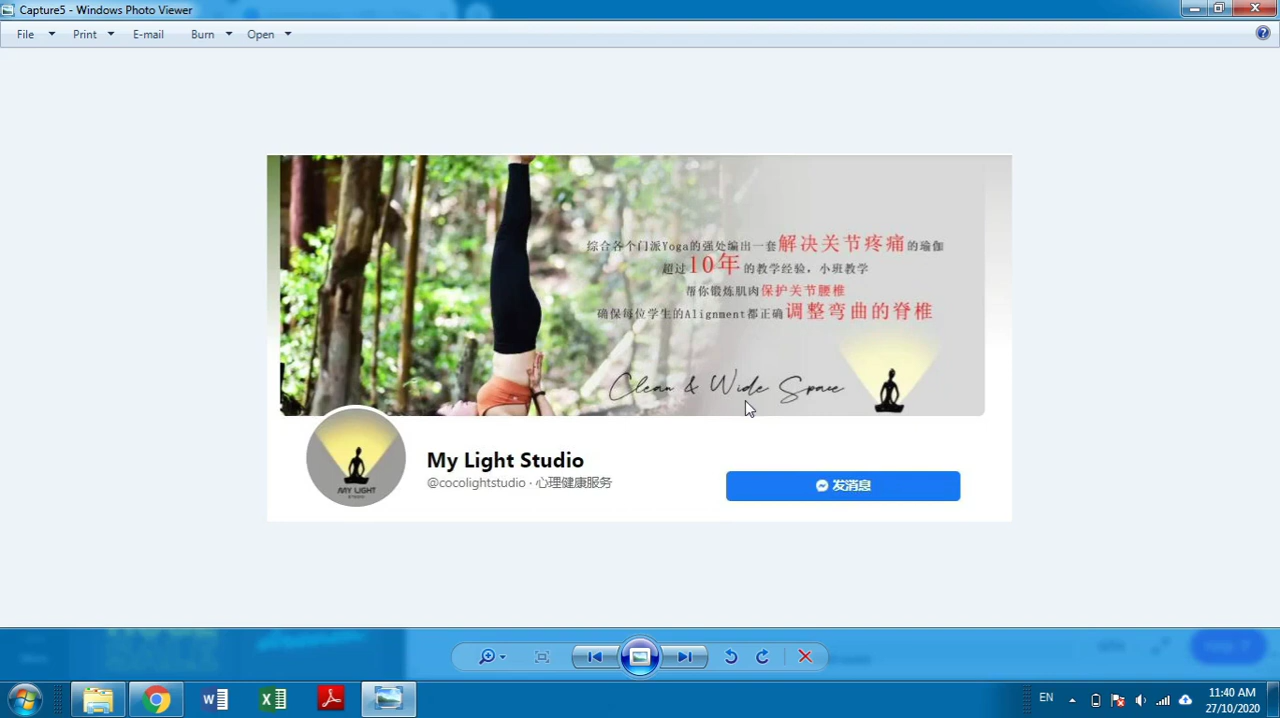 Capture5 - Windows Photo Viewer
File Print E-mail Burn Open
综合各个门派Yoga的强处编出一套解决关节疼痛的瑜伽
超过10年的教学经验，小班教学
帮你锻炼肌肉保护关节腰椎
确保每位学生的Alignment都正确调整弯曲的脊椎
Clean & Wide Space
MY LIGHT
STUDIO
My Light Studio
@cocolightstudio · 心理健康服务
发消息
EN
11:40 AM
27/10/2020